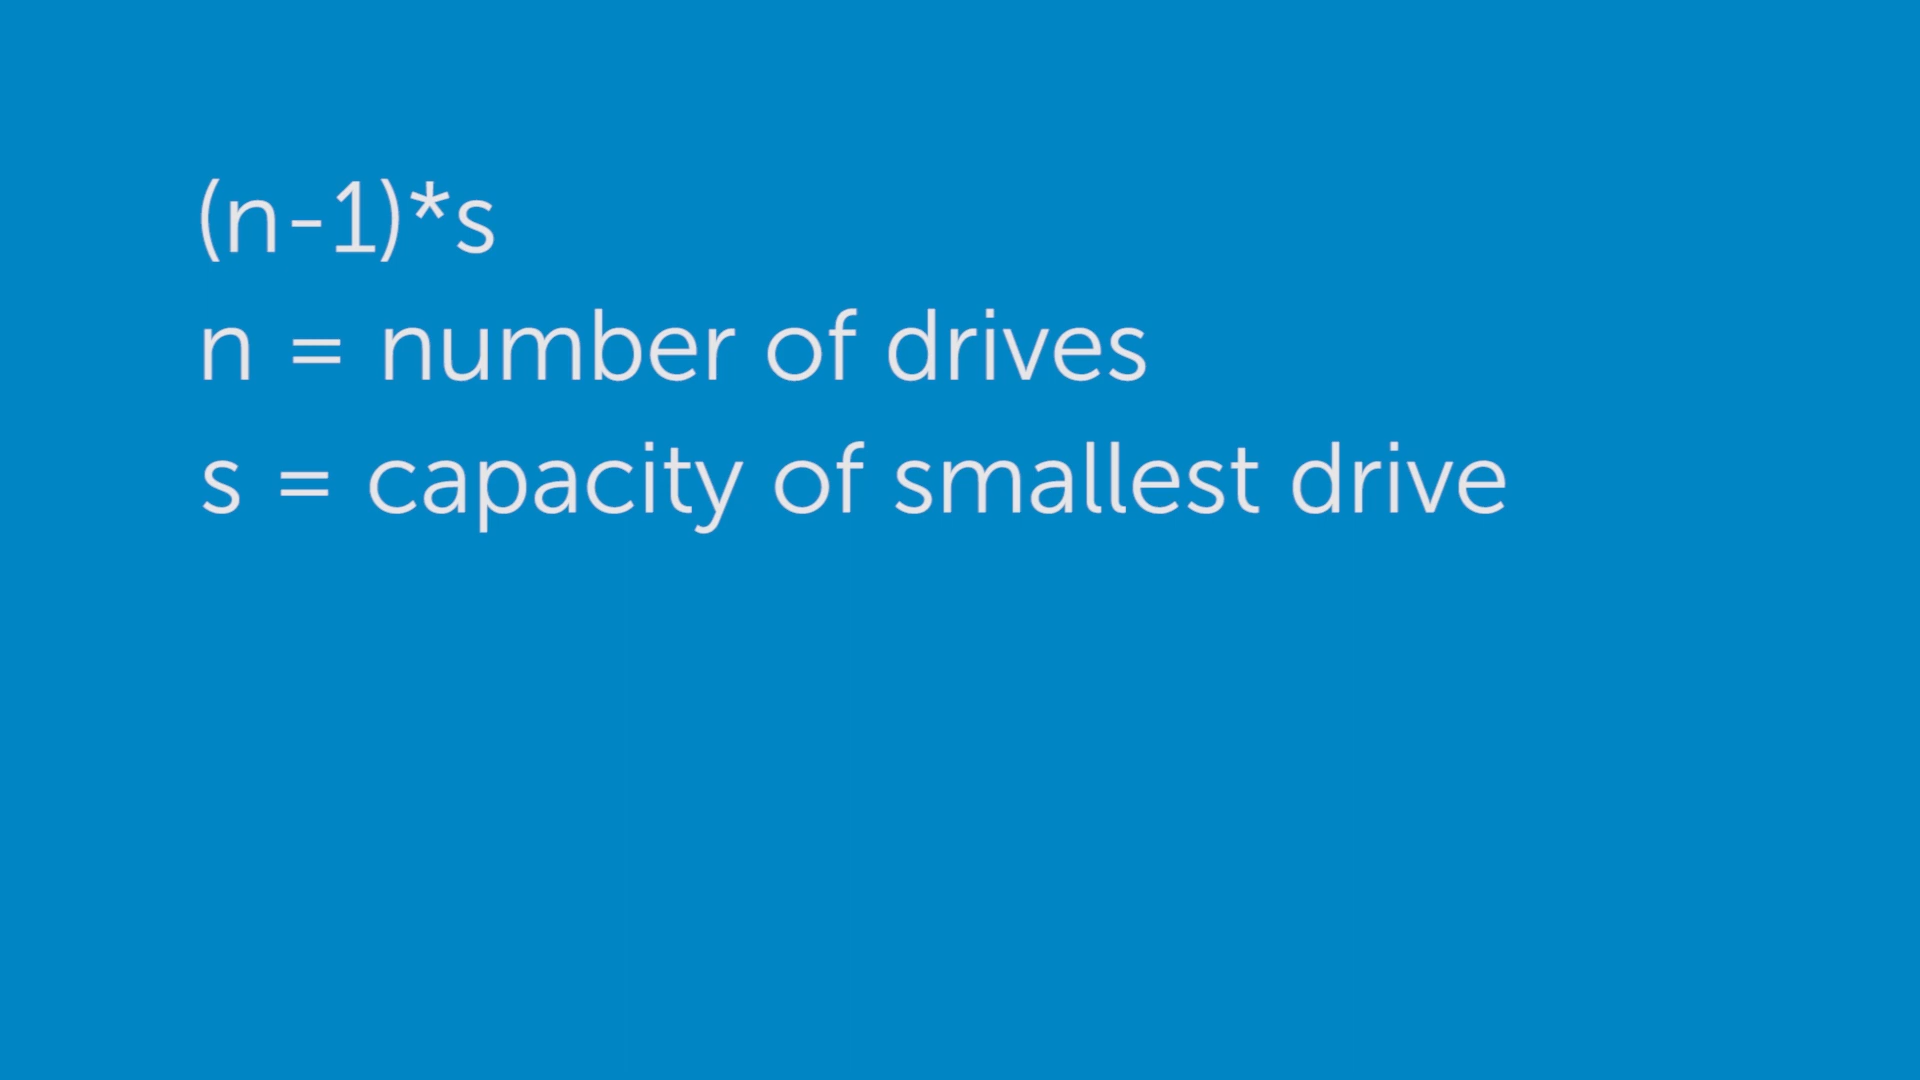 (n-1)*s
n = number of drives
s = capacity of smallest drive